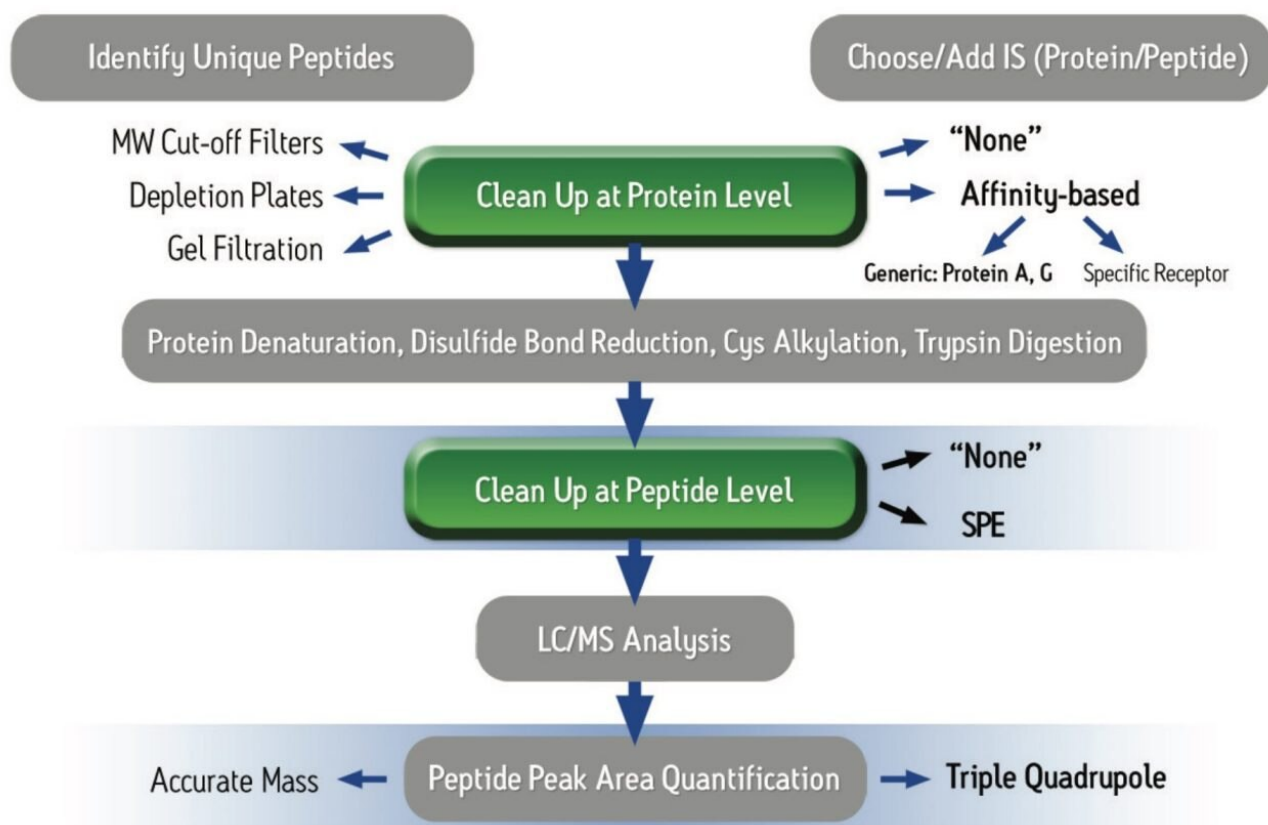 Identify Unique Peptides
Choose/Add IS (Protein/Peptide)
MW Cut-off Filters
Depletion Plates
Gel Filtration
Clean Up at Protein Level
“None”
Affinity-based
Generic: Protein A, G
Specific Receptor
Protein Denaturation, Disulfide Bond Reduction, Cys Alkylation, Trypsin Digestion
Clean Up at Peptide Level
“None”
SPE
LC/MS Analysis
Accurate Mass
Peptide Peak Area Quantification
Triple Quadrupole